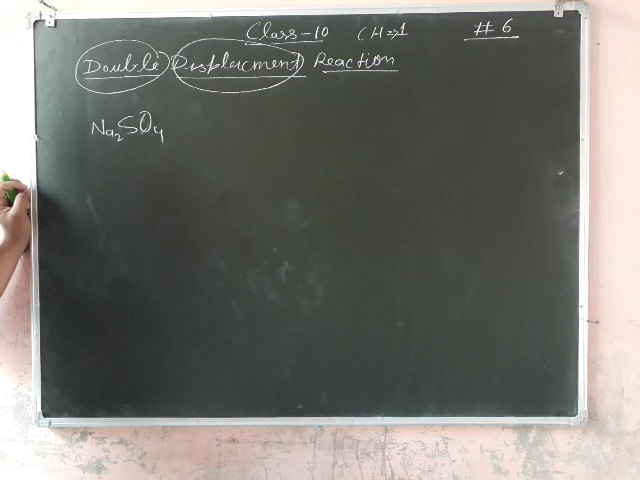 Class-10 CH⇒1 # 6
Double Displacment Reaction
Na₂SO₄